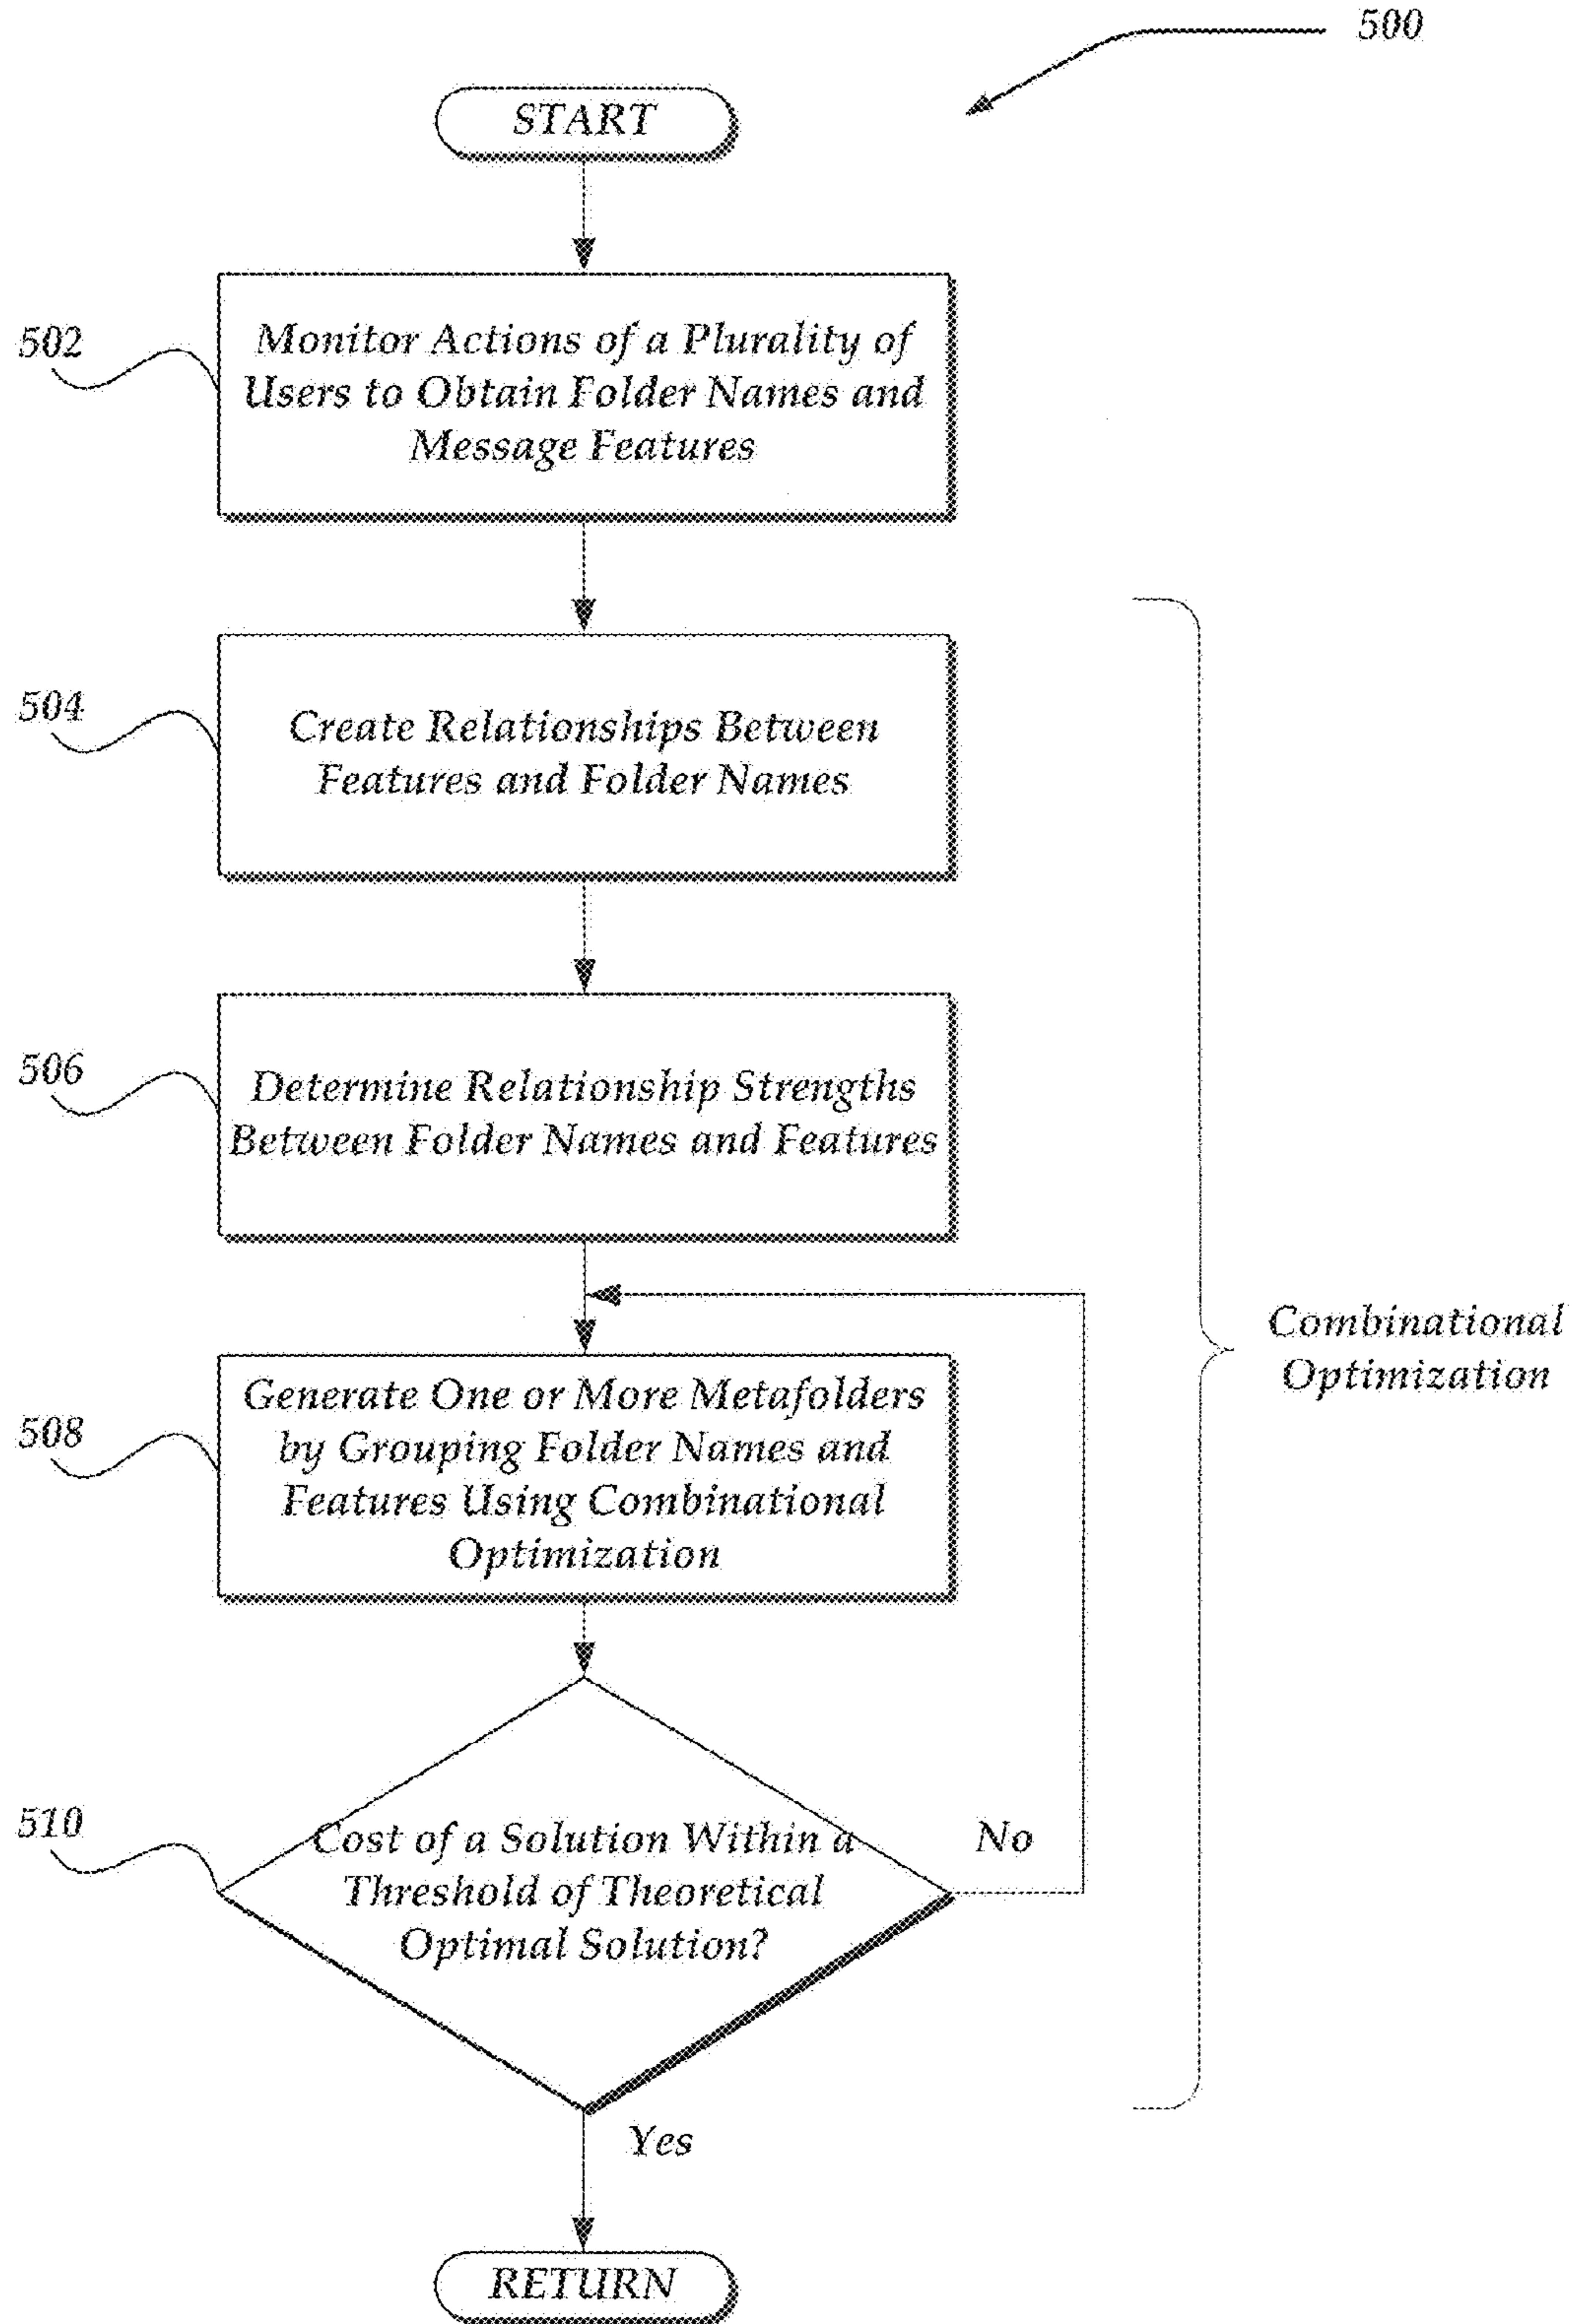 500
START
502
Monitor Actions of a Plurality of
Users to Obtain Folder Names and
Message Features
504
Create Relationships Between
Features and Folder Names
506
Determine Relationship Strengths
Between Folder Names and Features
Combinational
Optimization
508
Generate One or More Metafolders
by Grouping Folder Names and
Features Using Combinational
Optimization
510
Cost of a Solution Within a
Threshold of Theoretical
Optimal Solution?
No
Yes
RETURN